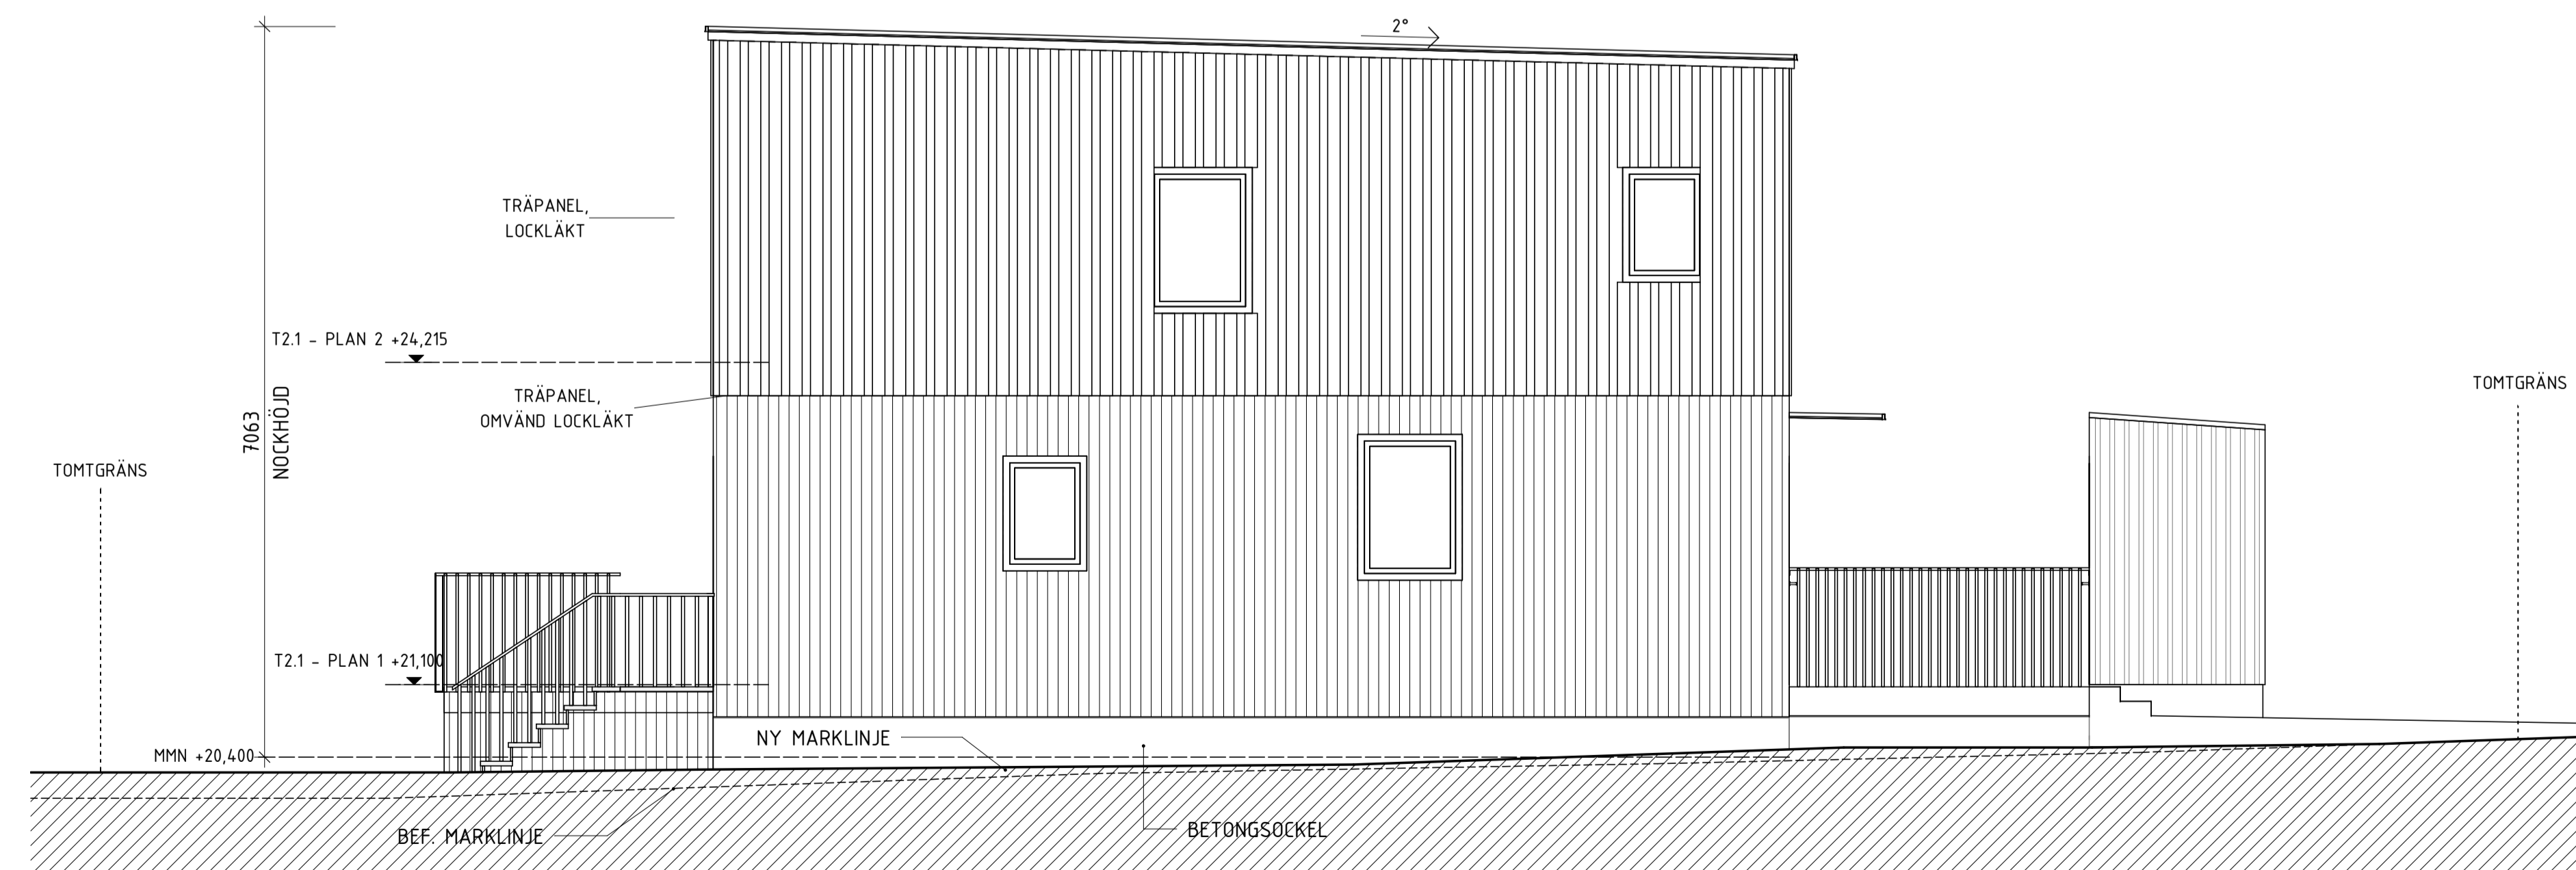 2°
TRÄPANEL,
LOCKLÄKT
T2.1 - PLAN 2 +24,215
TRÄPANEL,
OMVÄND LOCKLÄKT
7063
NOCKHÖJD
TOMTGRÄNS
TOMTGRÄNS
T2.1 - PLAN 1 +21,100
MMN +20,400
NY MARKLINJE
BEF. MARKLINJE
BETONGSOCKEL